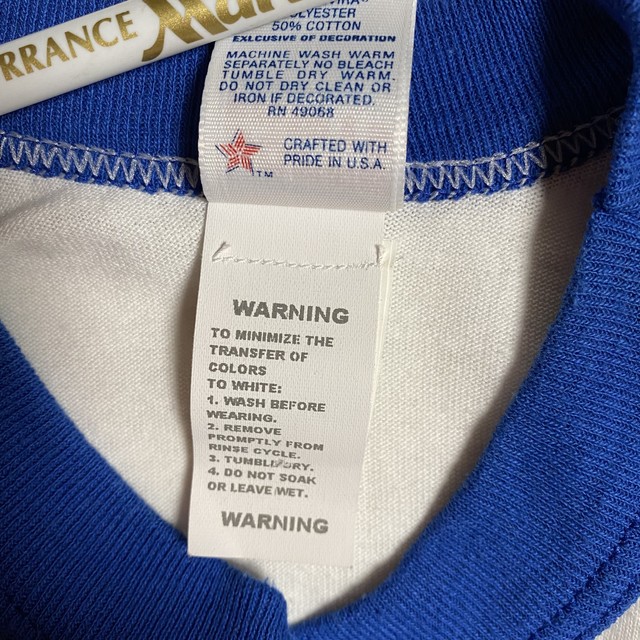 RRANCE
POLYESTER
50% COTTON
EXCLUSIVE OF DECORATION
MACHINE WASH WARM
SEPARATELY NO BLEACH
TUMBLE DRY WARM.
DO NOT DRY CLEAN OR
IRON IF DECORATED.
RN 49068
CRAFTED WITH
PRIDE IN U.S.A.
TM
WARNING
TO MINIMIZE THE
TRANSFER OF
COLORS
TO WHITE:
1. WASH BEFORE
WEARING.
2. REMOVE
PROMPTLY FROM
RINSE CYCLE.
3. TUMBLE DRY.
4. DO NOT SOAK
OR LEAVE WET.
WARNING